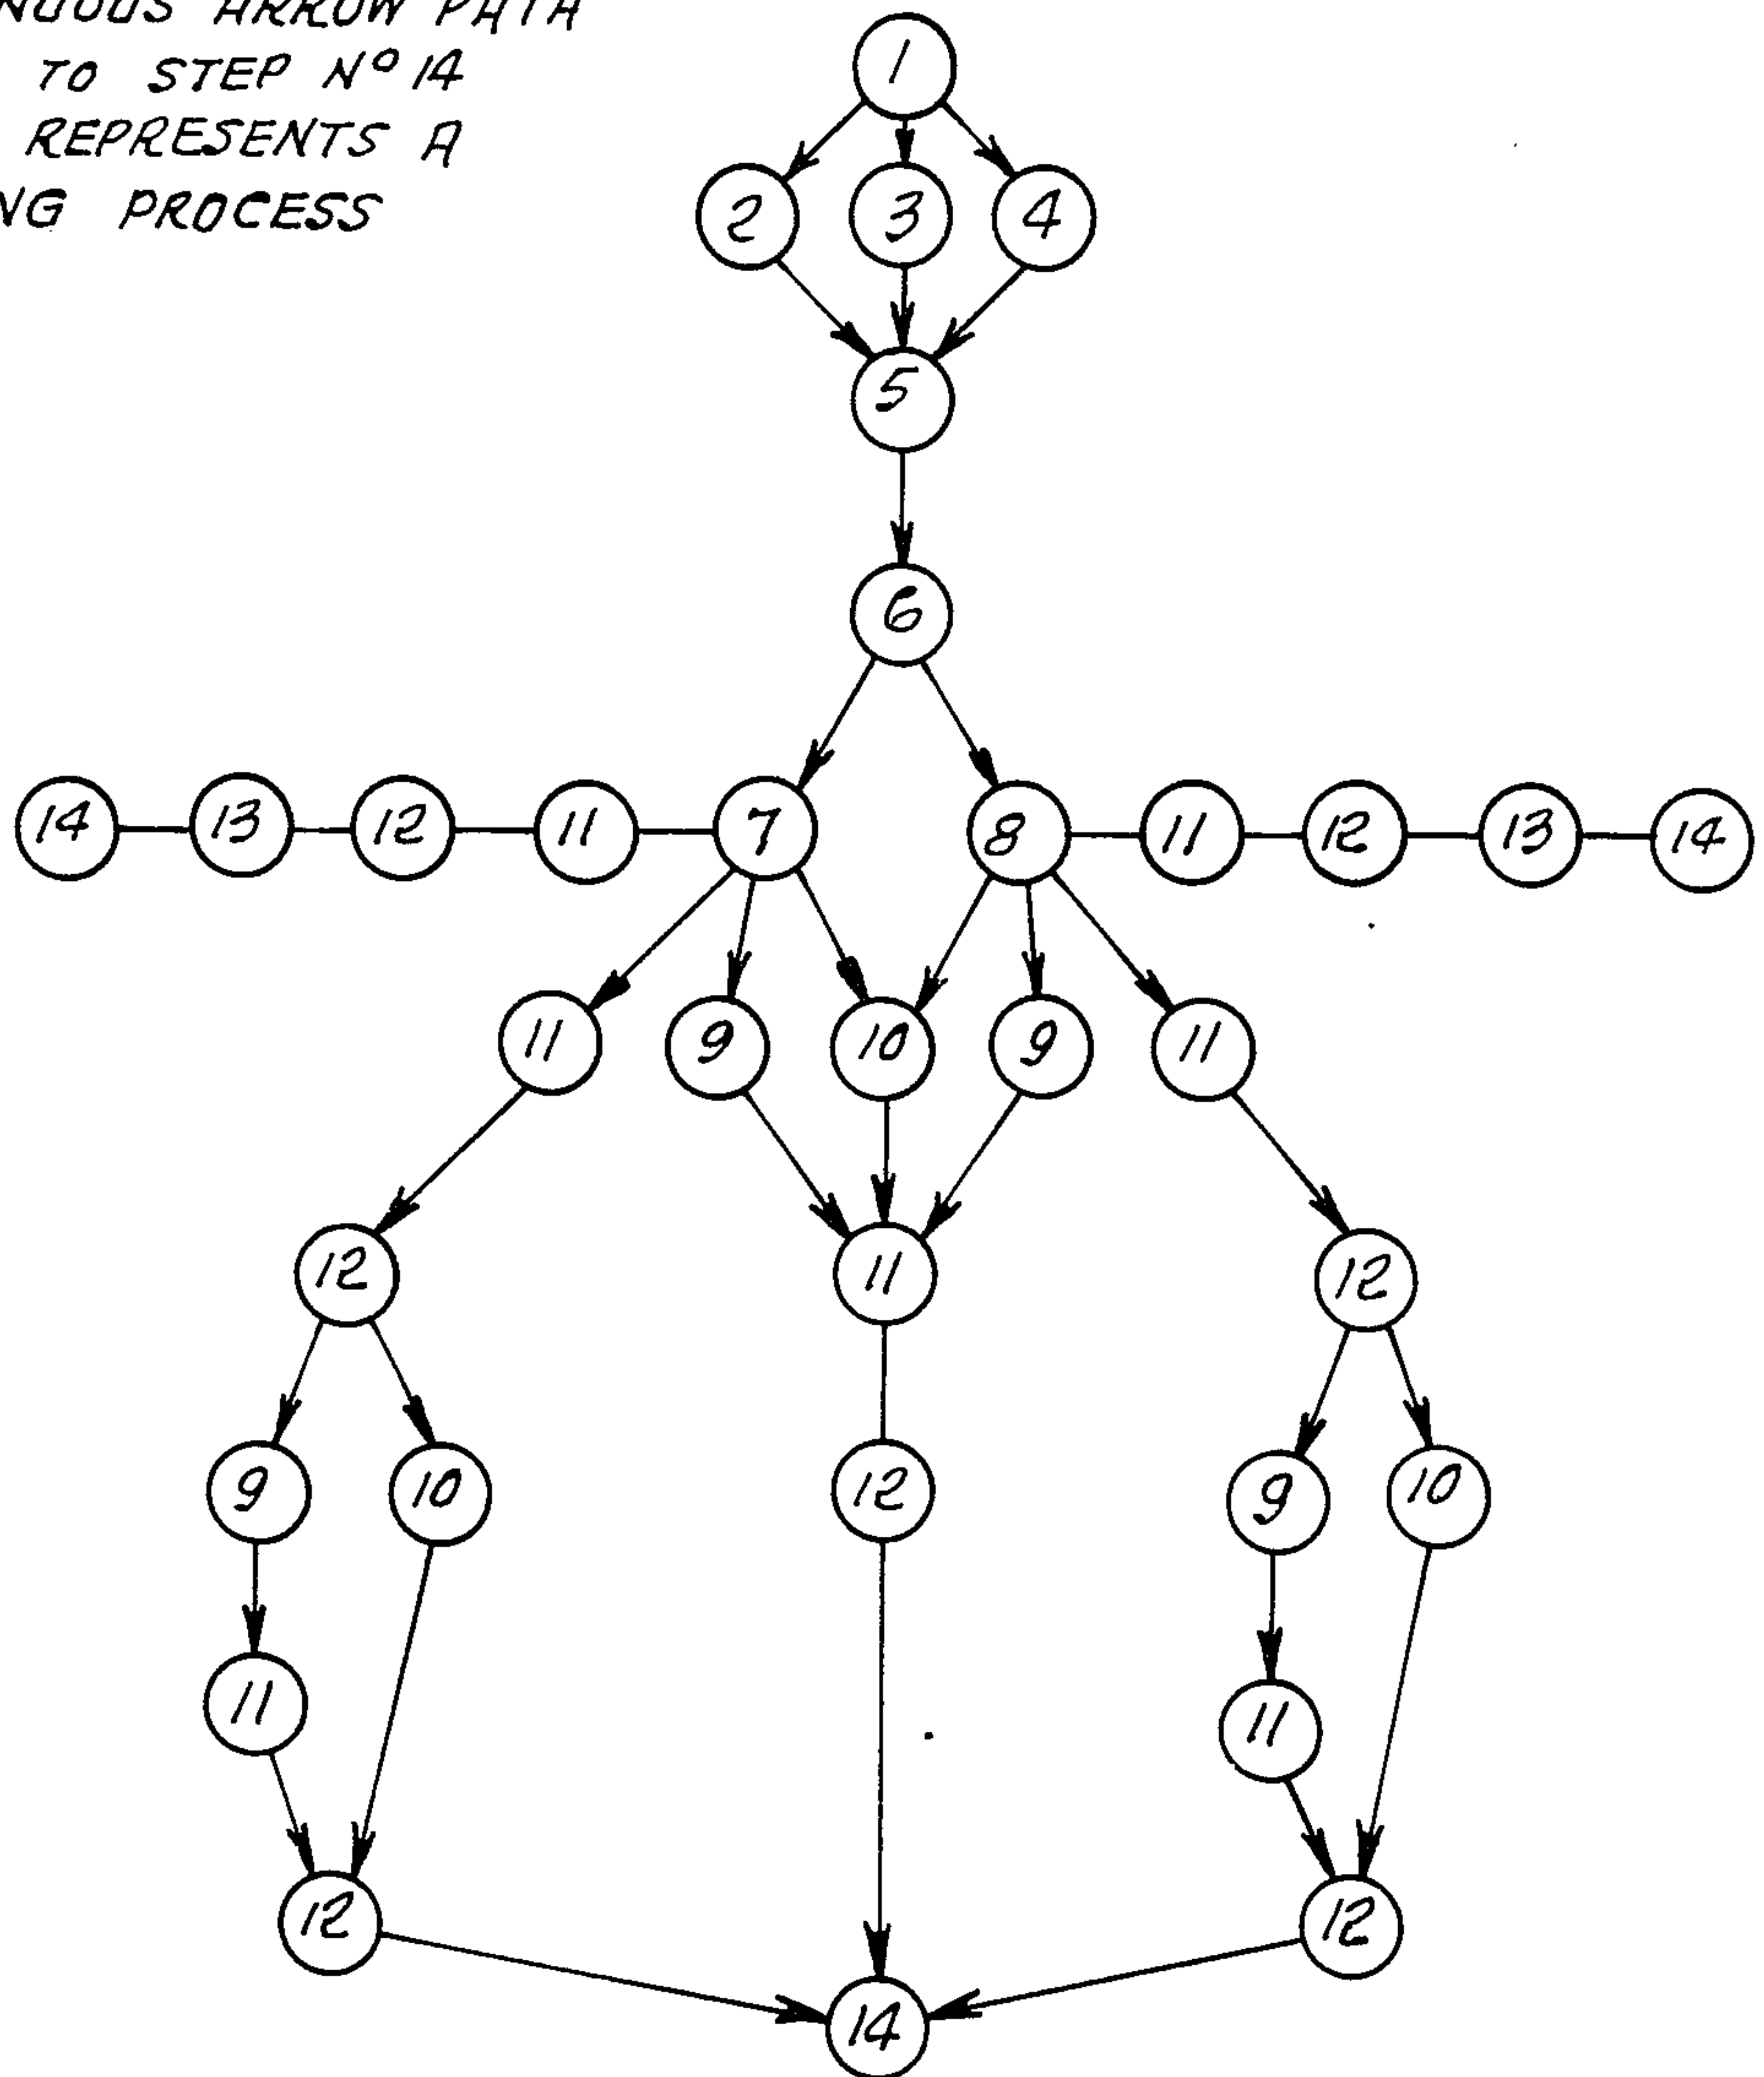 ARROW PATH
TO STEP Nº 14
REPRESENTS A
PROCESS
1
2 3 4
5
6
14 13 12 11 7 8 11 12 13 14
11 9 10 9 11
12 11 12
9 10 12 9 10
11 11
12 12
14